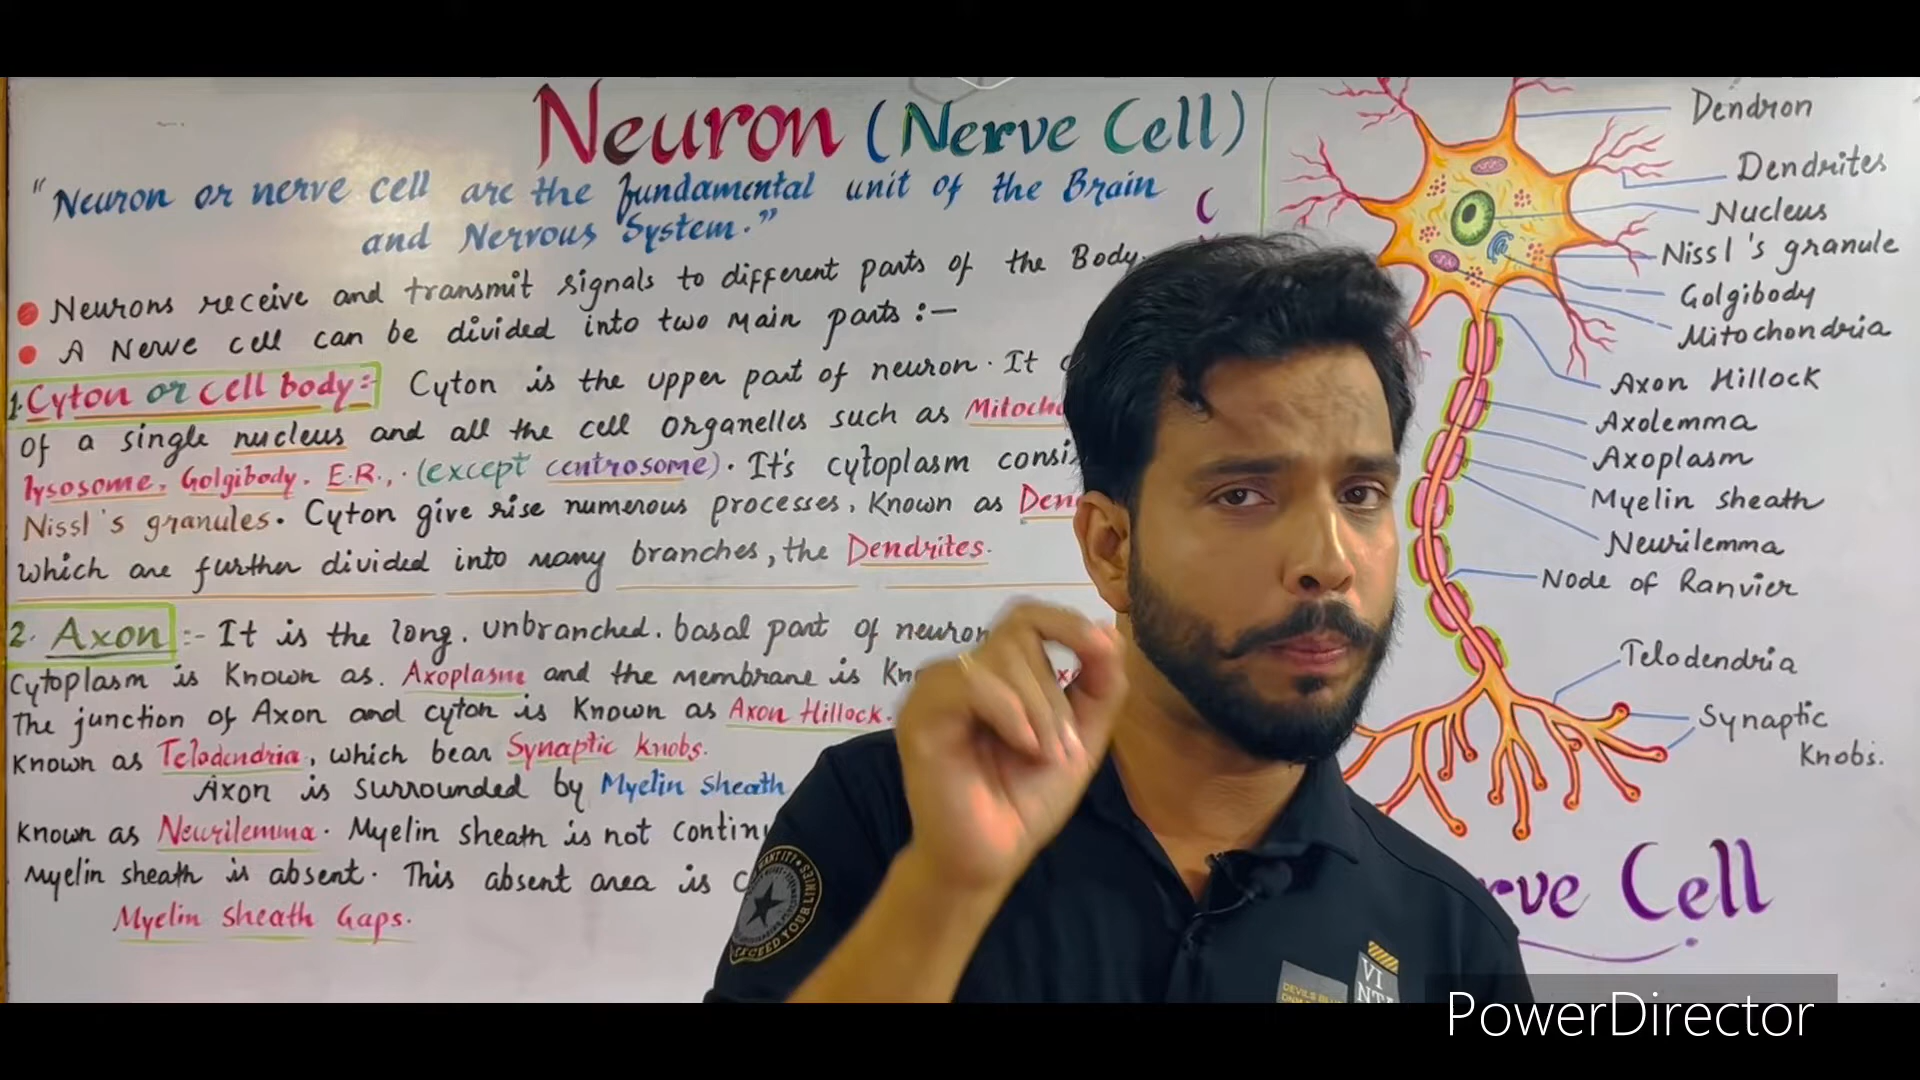 Neuron (Nerve Cell)
"Neuron or nerve cell are the fundamental unit of the Brain
and Nervous System."
Neurons receive and transmit signals to different parts of the Body.
A Nerve cell can be divided into two Main parts :-
1. Cyton or cell body :- Cyton is the upper part of neuron. It
of a single nucleus and all the cell organelles such as
lysosome, Golgibody, E.R., (except centrosome). It's cytoplasm
Nissl's granules. Cyton give rise numerous processes, Known as
which are further divided into many branches, the Dendrites.
2. Axon :- It is the long, unbranched, basal part of neuron
Cytoplasm is Known as. Axoplasm and the membrane is
The junction of Axon and cyton is Known as Axon Hillock.
Known as Telodendria, which bear Synaptic Knobs.
Axon is surrounded by Myelin sheath
Known as Neurilemma. Myelin sheath is not
Myelin sheath is absent. This absent area is
Myelin Sheath Gaps.
Dendron
Dendrites
Nucleus
Nissl's granule
Golgibody
Mitochondria
Axon Hillock
Axolemma
Axoplasm
Myelin sheath
Neurilemma
Node of Ranvier
Telodendria
Synaptic
Knobs.
Cell
EXCEED YOUR LIMITS
VI
PowerDirector